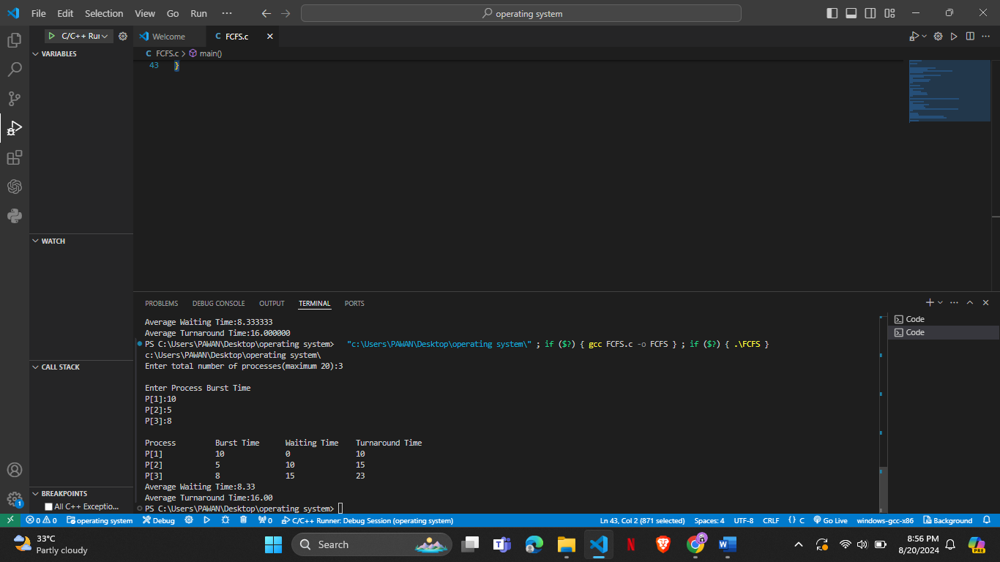 File Edit Selection View Go Run ··· operating system
C/C++ Rui Welcome C FCFS.c
VARIABLES
C FCFS.c > main()
43 }
WATCH
CALL STACK
BREAKPOINTS
All C++ Exceptio...
1
PROBLEMS DEBUG CONSOLE OUTPUT TERMINAL PORTS
Average Waiting Time:8.333333
Average Turnaround Time:16.000000
PS C:\Users\PAWAN\Desktop\operating system> "c:\Users\PAWAN\Desktop\operating system\" ; if ($?) { gcc FCFS.c -o FCFS } ; if ($?) { .\FCFS }
c:\Users\PAWAN\Desktop\operating system\
Enter total number of processes(maximum 20):3
Enter Process Burst Time
P[1]:10
P[2]:5
P[3]:8
Process Burst Time Waiting Time Turnaround Time
P[1] 10 0 10
P[2] 5 10 15
P[3] 8 15 23
Average Waiting Time:8.33
Average Turnaround Time:16.00
PS C:\Users\PAWAN\Desktop\operating system>
Code
Code
0 0 operating system Debug 0 C/C++ Runner: Debug Session (operating system) Ln 43, Col 2 (871 selected) Spaces: 4 UTF-8 CRLF {} C Go Live windows-gcc-x86 Background
33°C
Partly cloudy
Search
8:56 PM
8/20/2024
PRE